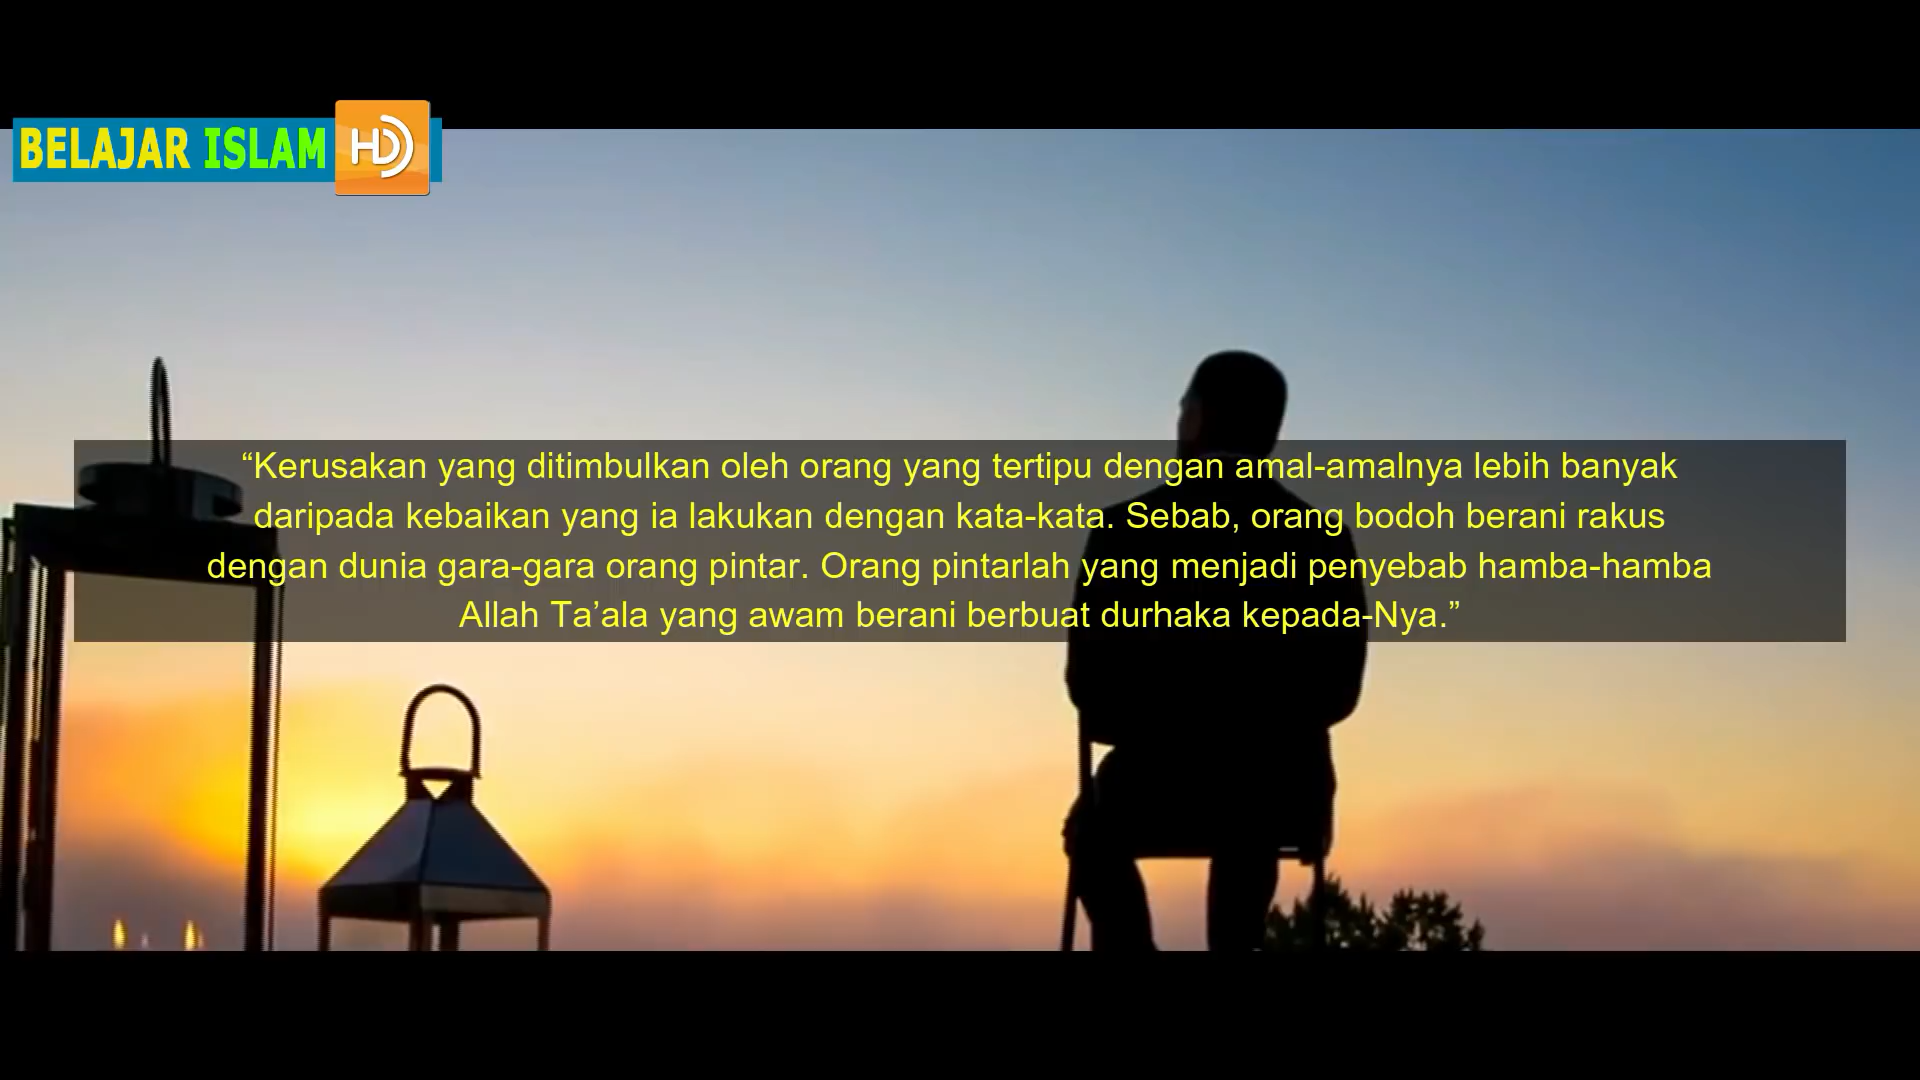 BELAJAR ISLAM HD
“Kerusakan yang ditimbulkan oleh orang yang tertipu dengan amal-amalnya lebih banyak
daripada kebaikan yang ia lakukan dengan kata-kata. Sebab, orang bodoh berani rakus
dengan dunia gara-gara orang pintar. Orang pintarlah yang menjadi penyebab hamba-hamba
Allah Ta’ala yang awam berani berbuat durhaka kepada-Nya.”